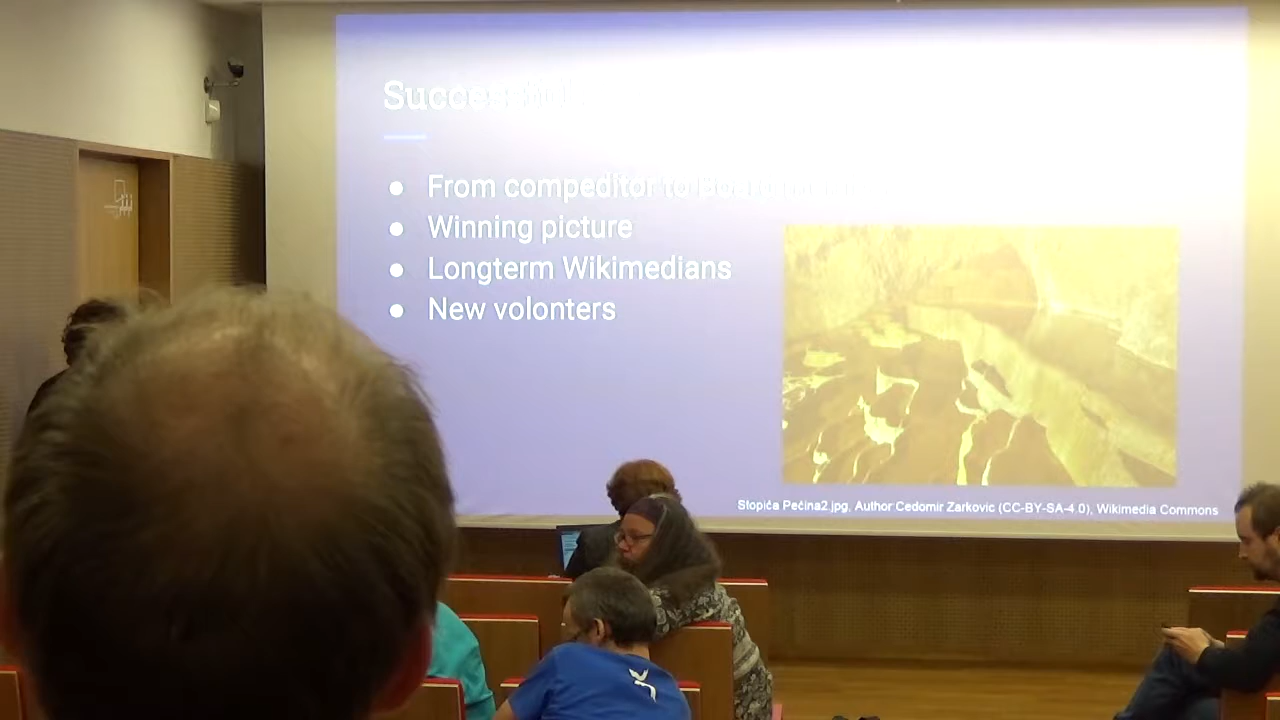 From compeditor to
Winning picture
Longterm Wikimedians
New volonters
Stopića Pećina2.jpg, Author Cedomir Zarkovic (CC-BY-SA-4.0), Wikimedia Commons